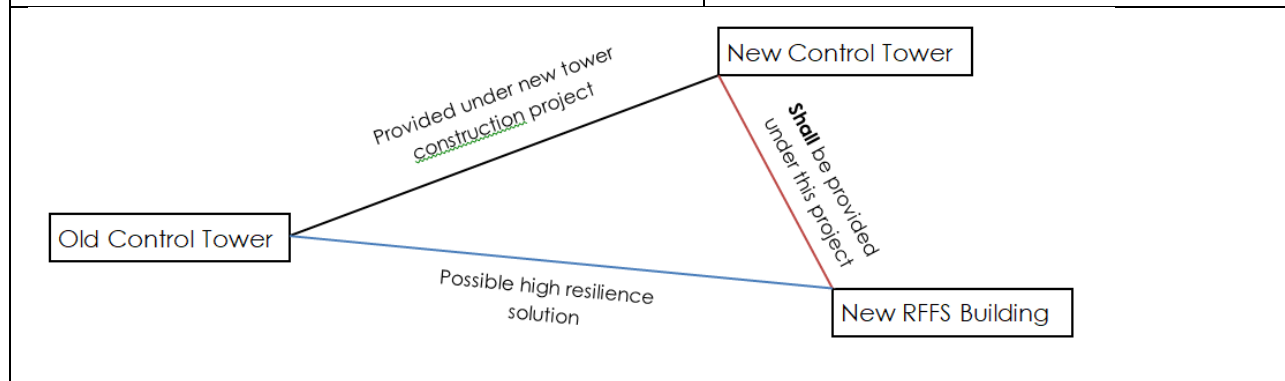 New Control Tower
Provided under new tower
construction project
Shall be provided
under this project
Old Control Tower
Possible high resilience
solution
New RFFS Building